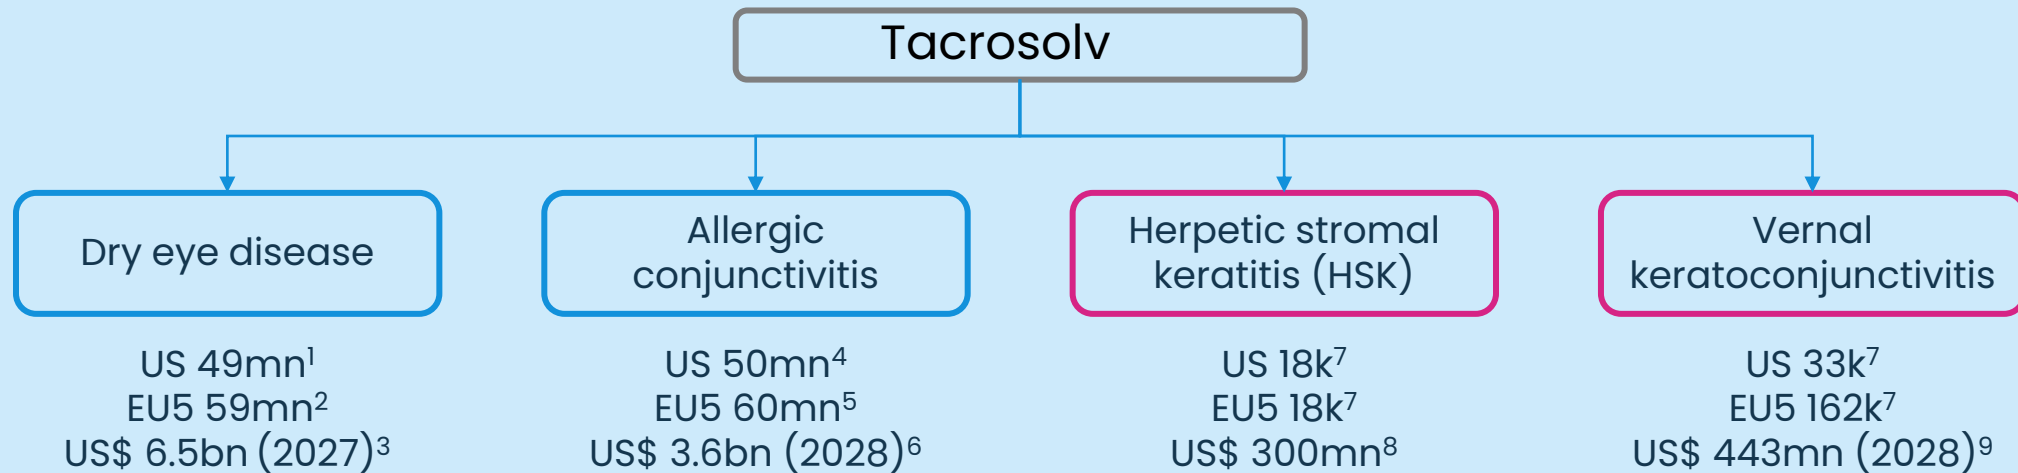 Tacrosolv
Dry eye disease
Allergic
conjunctivitis
Herpetic stromal
keratitis (HSK)
Vernal
keratoconjunctivitis
US 49mn¹
EU5 59mn²
US$ 6.5bn (2027)³
US 50mn⁴
EU5 60mn⁵
US$ 3.6bn (2028)⁶
US 18k⁷
EU5 18k⁷
US$ 300mn⁸
US 33k⁷
EU5 162k⁷
US$ 443mn (2028)⁹